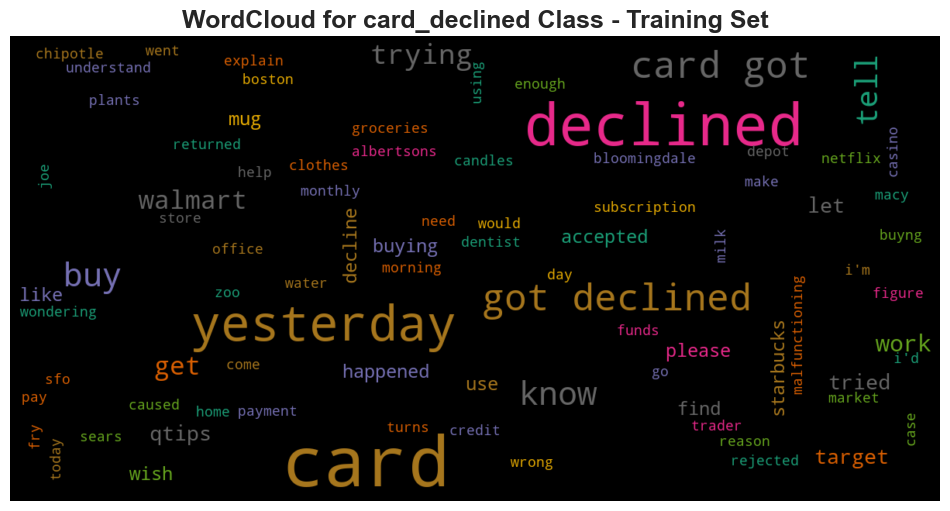 WordCloud for card_declined Class - Training Set
chipotle
went
trying
card got
tell
understand
explain
boston
using
enough
plants
mug
declined
groceries
returned
albertsons
candles
bloomingdale
depot
netflix
casino
joe
help
clothes
monthly
make
macy
walmart
store
decline
need
would
subscription
let
office
buying
dentist
accepted
milk
buyng
buy
morning
day
i'm
like
zoo
water
got declined
figure
wondering
yesterday
funds
malfunctioning
starbucks
please
work
i'd
get
come
happened
go
sfo
use
know
tried
pay
caused
home
payment
find
market
fry
today
sears
qtips
turns
credit
trader
reason
case
wish
card
wrong
rejected
target